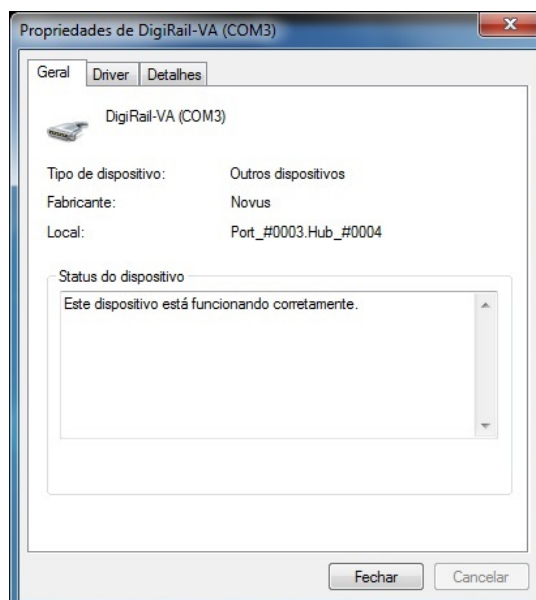 Propriedades de DigiRail-VA (COM3)
Geral Driver Detalhes
DigiRail-VA (COM3)
Tipo de dispositivo: Outros dispositivos
Fabricante: Novus
Local: Port_#0003.Hub_#0004
Status do dispositivo
Este dispositivo está funcionando corretamente.
Fechar Cancelar